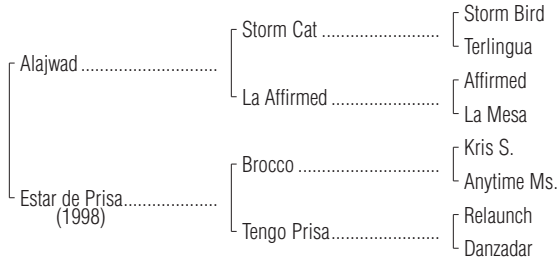 Storm Bird
Storm Cat ........................
Terlingua
Alajwad ............................
Affirmed
La Affirmed ......................
La Mesa
Kris S.
Brocco .............................
Anytime Ms.
Estar de Prisa...................
(1998)
Relaunch
Tengo Prisa......................
Danzadar